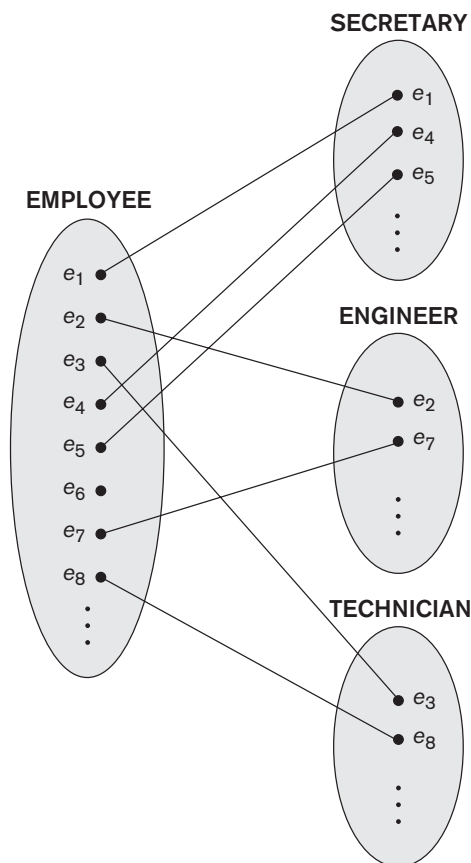 SECRETARY
e1
e4
e5
EMPLOYEE
e1
e2
e3
e4
e5
e6
e7
e8
ENGINEER
e2
e7
TECHNICIAN
e3
e8